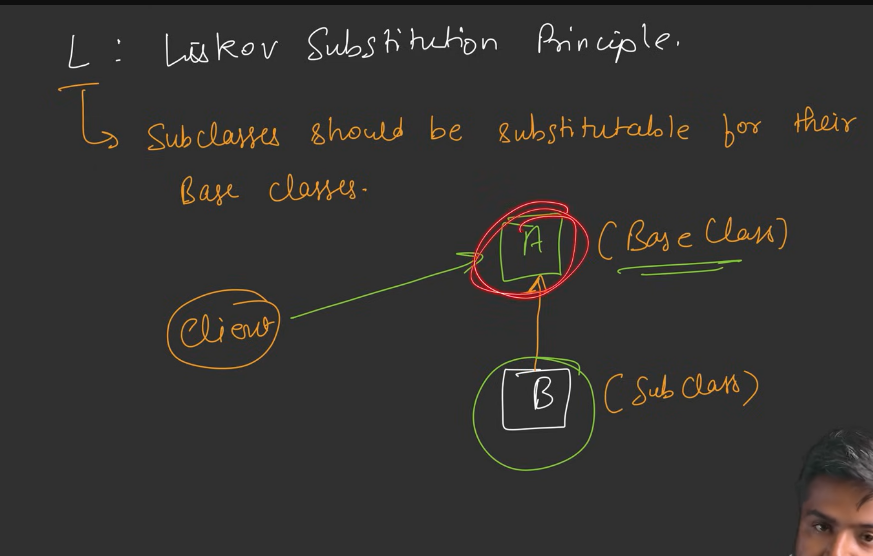 L : Liskov Substitution Principle.
Subclasses should be substitutable for their
Base classes.
A (Base Class)
Client
B (Sub Class)